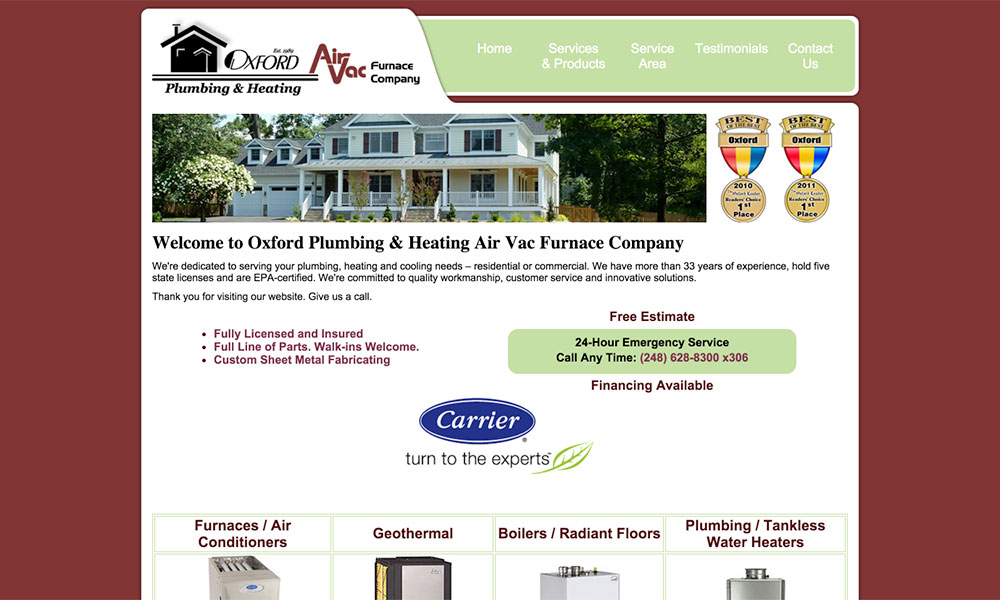 Est. 1989
OXFORD
Plumbing & Heating
Air Vac
Furnace Company
Home
Services & Products
Service Area
Testimonials
Contact Us
BEST
OF THE BEST
Oxford
2010
Readers' Choice
1st
Place
BEST
OF THE BEST
Oxford
2011
Readers' Choice
1st
Place
Welcome to Oxford Plumbing & Heating Air Vac Furnace Company
We're dedicated to serving your plumbing, heating and cooling needs – residential or commercial. We have more than 33 years of experience, hold five
state licenses and are EPA-certified. We're committed to quality workmanship, customer service and innovative solutions.
Thank you for visiting our website. Give us a call.
Fully Licensed and Insured
Full Line of Parts. Walk-ins Welcome.
Custom Sheet Metal Fabricating
Free Estimate
24-Hour Emergency Service
Call Any Time: (248) 628-8300 x306
Financing Available
Carrier
turn to the experts
Furnaces / Air
Conditioners
Geothermal
Boilers / Radiant Floors
Plumbing / Tankless
Water Heaters